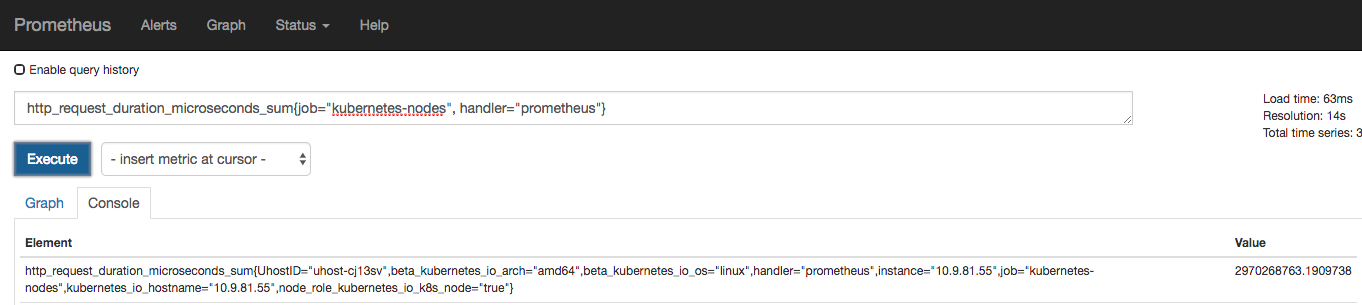 Prometheus Alerts Graph Status Help
Enable query history
http_request_duration_microseconds_sum{job="kubernetes-nodes", handler="prometheus"}
Load time: 63ms
Resolution: 14s
Total time series: 3
Execute - insert metric at cursor -
Graph Console
Element Value
http_request_duration_microseconds_sum{UhostID="uhost-cj13sv",beta_kubernetes_io_arch="amd64",beta_kubernetes_io_os="linux",handler="prometheus",instance="10.9.81.55",job="kubernetes- 2970268763.1909738
nodes",kubernetes_io_hostname="10.9.81.55",node_role_kubernetes_io_k8s_node="true"}